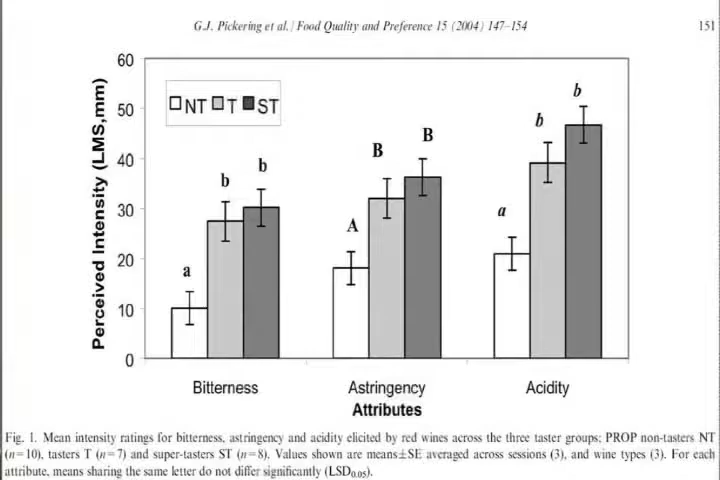 G.J. Pickering et al. / Food Quality and Preference 15 (2004) 147–154 151
60
50
40
30
20
10
0
Perceived Intensity (LMS,mm)
NT T ST
a b b
A B B
a b b
Bitterness Astringency Acidity
Attributes
Fig. 1. Mean intensity ratings for bitterness, astringency and acidity elicited by red wines across the three taster groups; PROP non-tasters NT
(n=10), tasters T (n=7) and super-tasters ST (n=8). Values shown are means±SE averaged across sessions (3), and wine types (3). For each
attribute, means sharing the same letter do not differ significantly (LSD0.05).